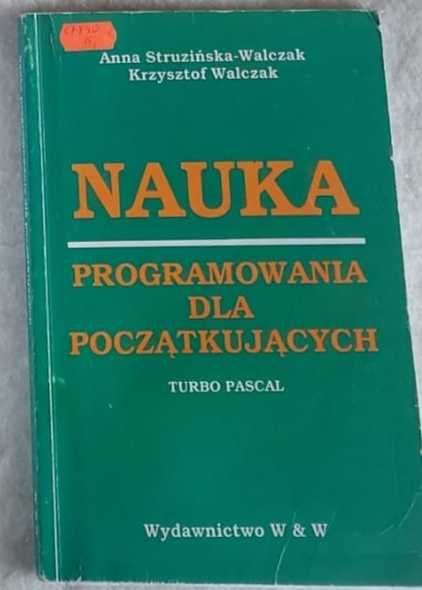 Anna Struzińska-Walczak
Krzysztof Walczak
NAUKA
PROGRAMOWANIA
DLA
POCZĄTKUJĄCYCH
TURBO PASCAL
Wydawnictwo W & W